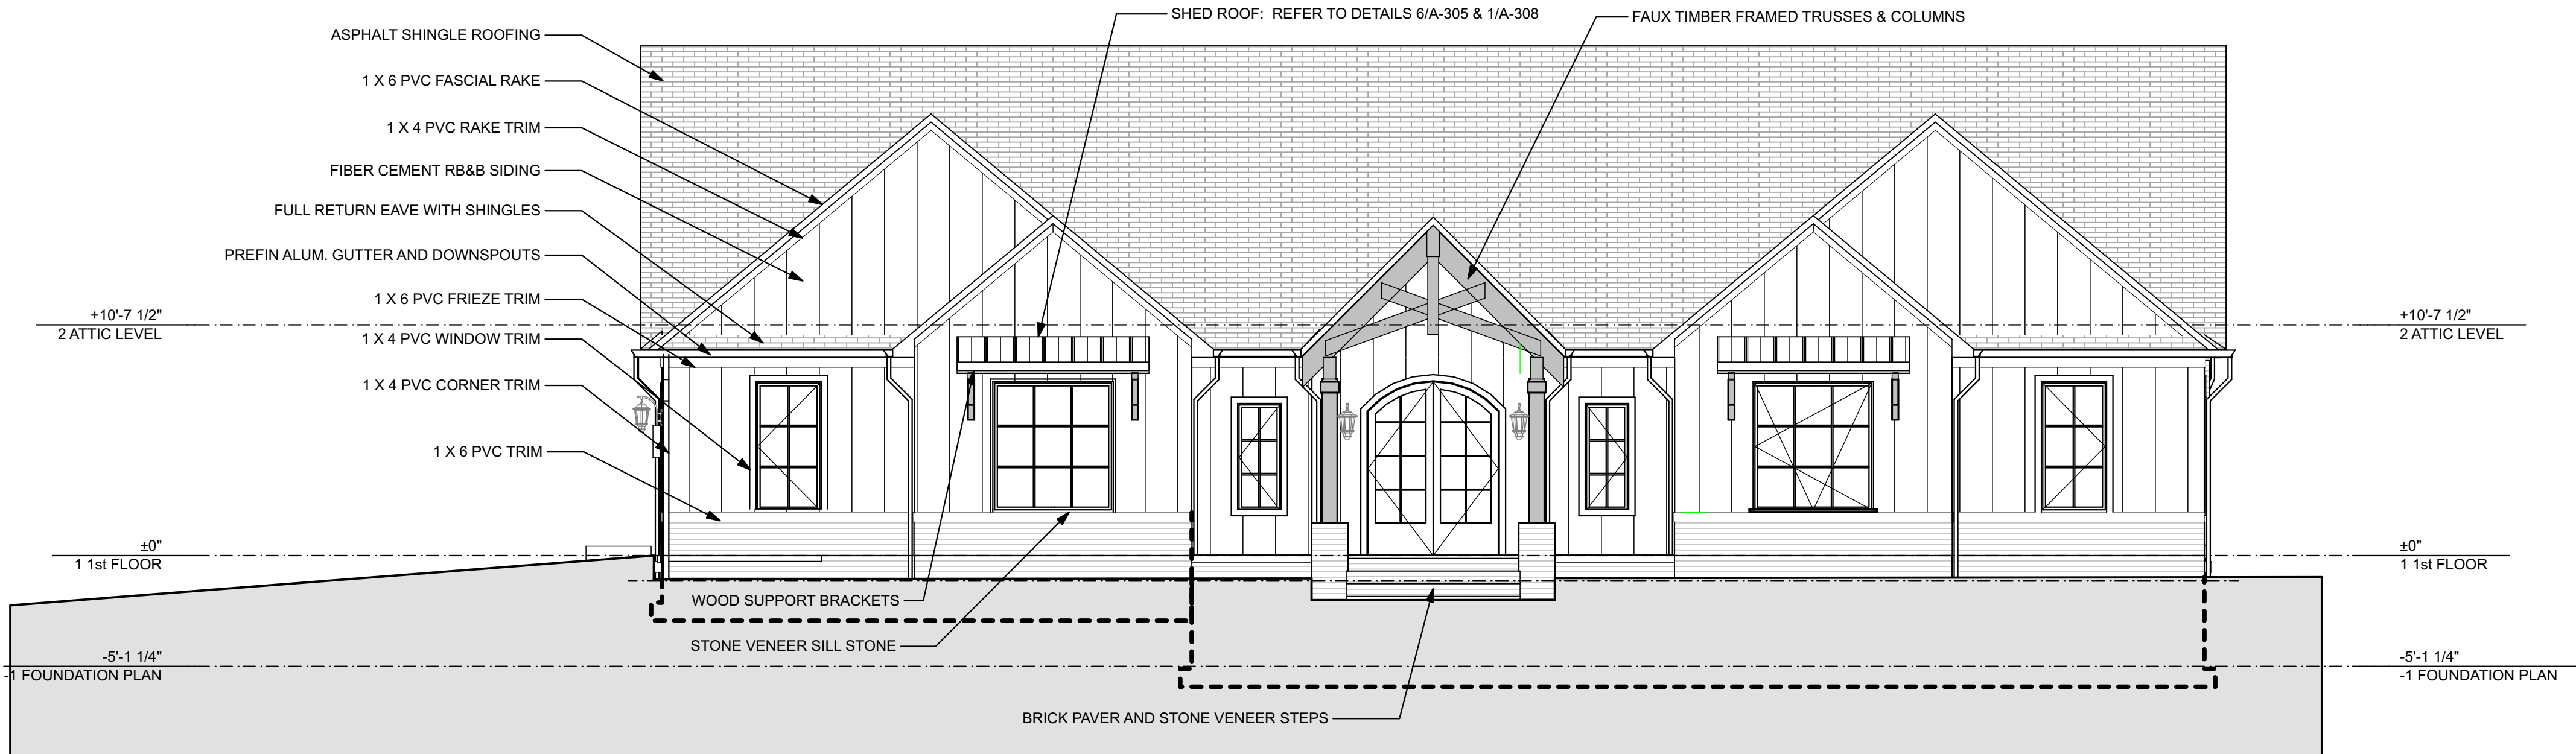 SHED ROOF: REFER TO DETAILS 6/A-305 & 1/A-308
FAUX TIMBER FRAMED TRUSSES & COLUMNS
ASPHALT SHINGLE ROOFING
1 X 6 PVC FASCIAL RAKE
1 X 4 PVC RAKE TRIM
FIBER CEMENT RB&B SIDING
FULL RETURN EAVE WITH SHINGLES
PREFIN ALUM. GUTTER AND DOWNSPOUTS
1 X 6 PVC FRIEZE TRIM
+10'-7 1/2"
2 ATTIC LEVEL
+10'-7 1/2"
2 ATTIC LEVEL
1 X 4 PVC WINDOW TRIM
1 X 4 PVC CORNER TRIM
1 X 6 PVC TRIM
±0"
1 1st FLOOR
±0"
1 1st FLOOR
WOOD SUPPORT BRACKETS
STONE VENEER SILL STONE
-5'-1 1/4"
-1 FOUNDATION PLAN
-5'-1 1/4"
-1 FOUNDATION PLAN
BRICK PAVER AND STONE VENEER STEPS